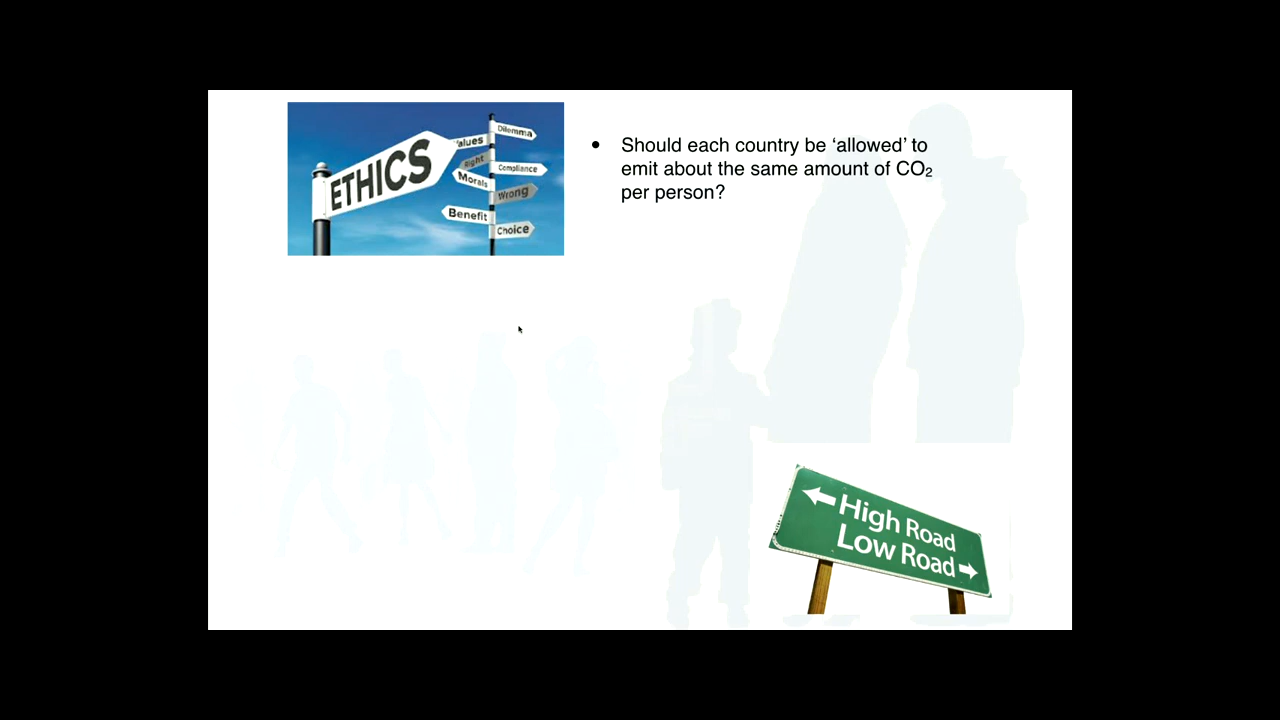 ETHICS
Values
Dilemma
Right
Compliance
Morals
Wrong
Benefit
Choice
• Should each country be ‘allowed’ to
emit about the same amount of CO₂
per person?
High Road
Low Road